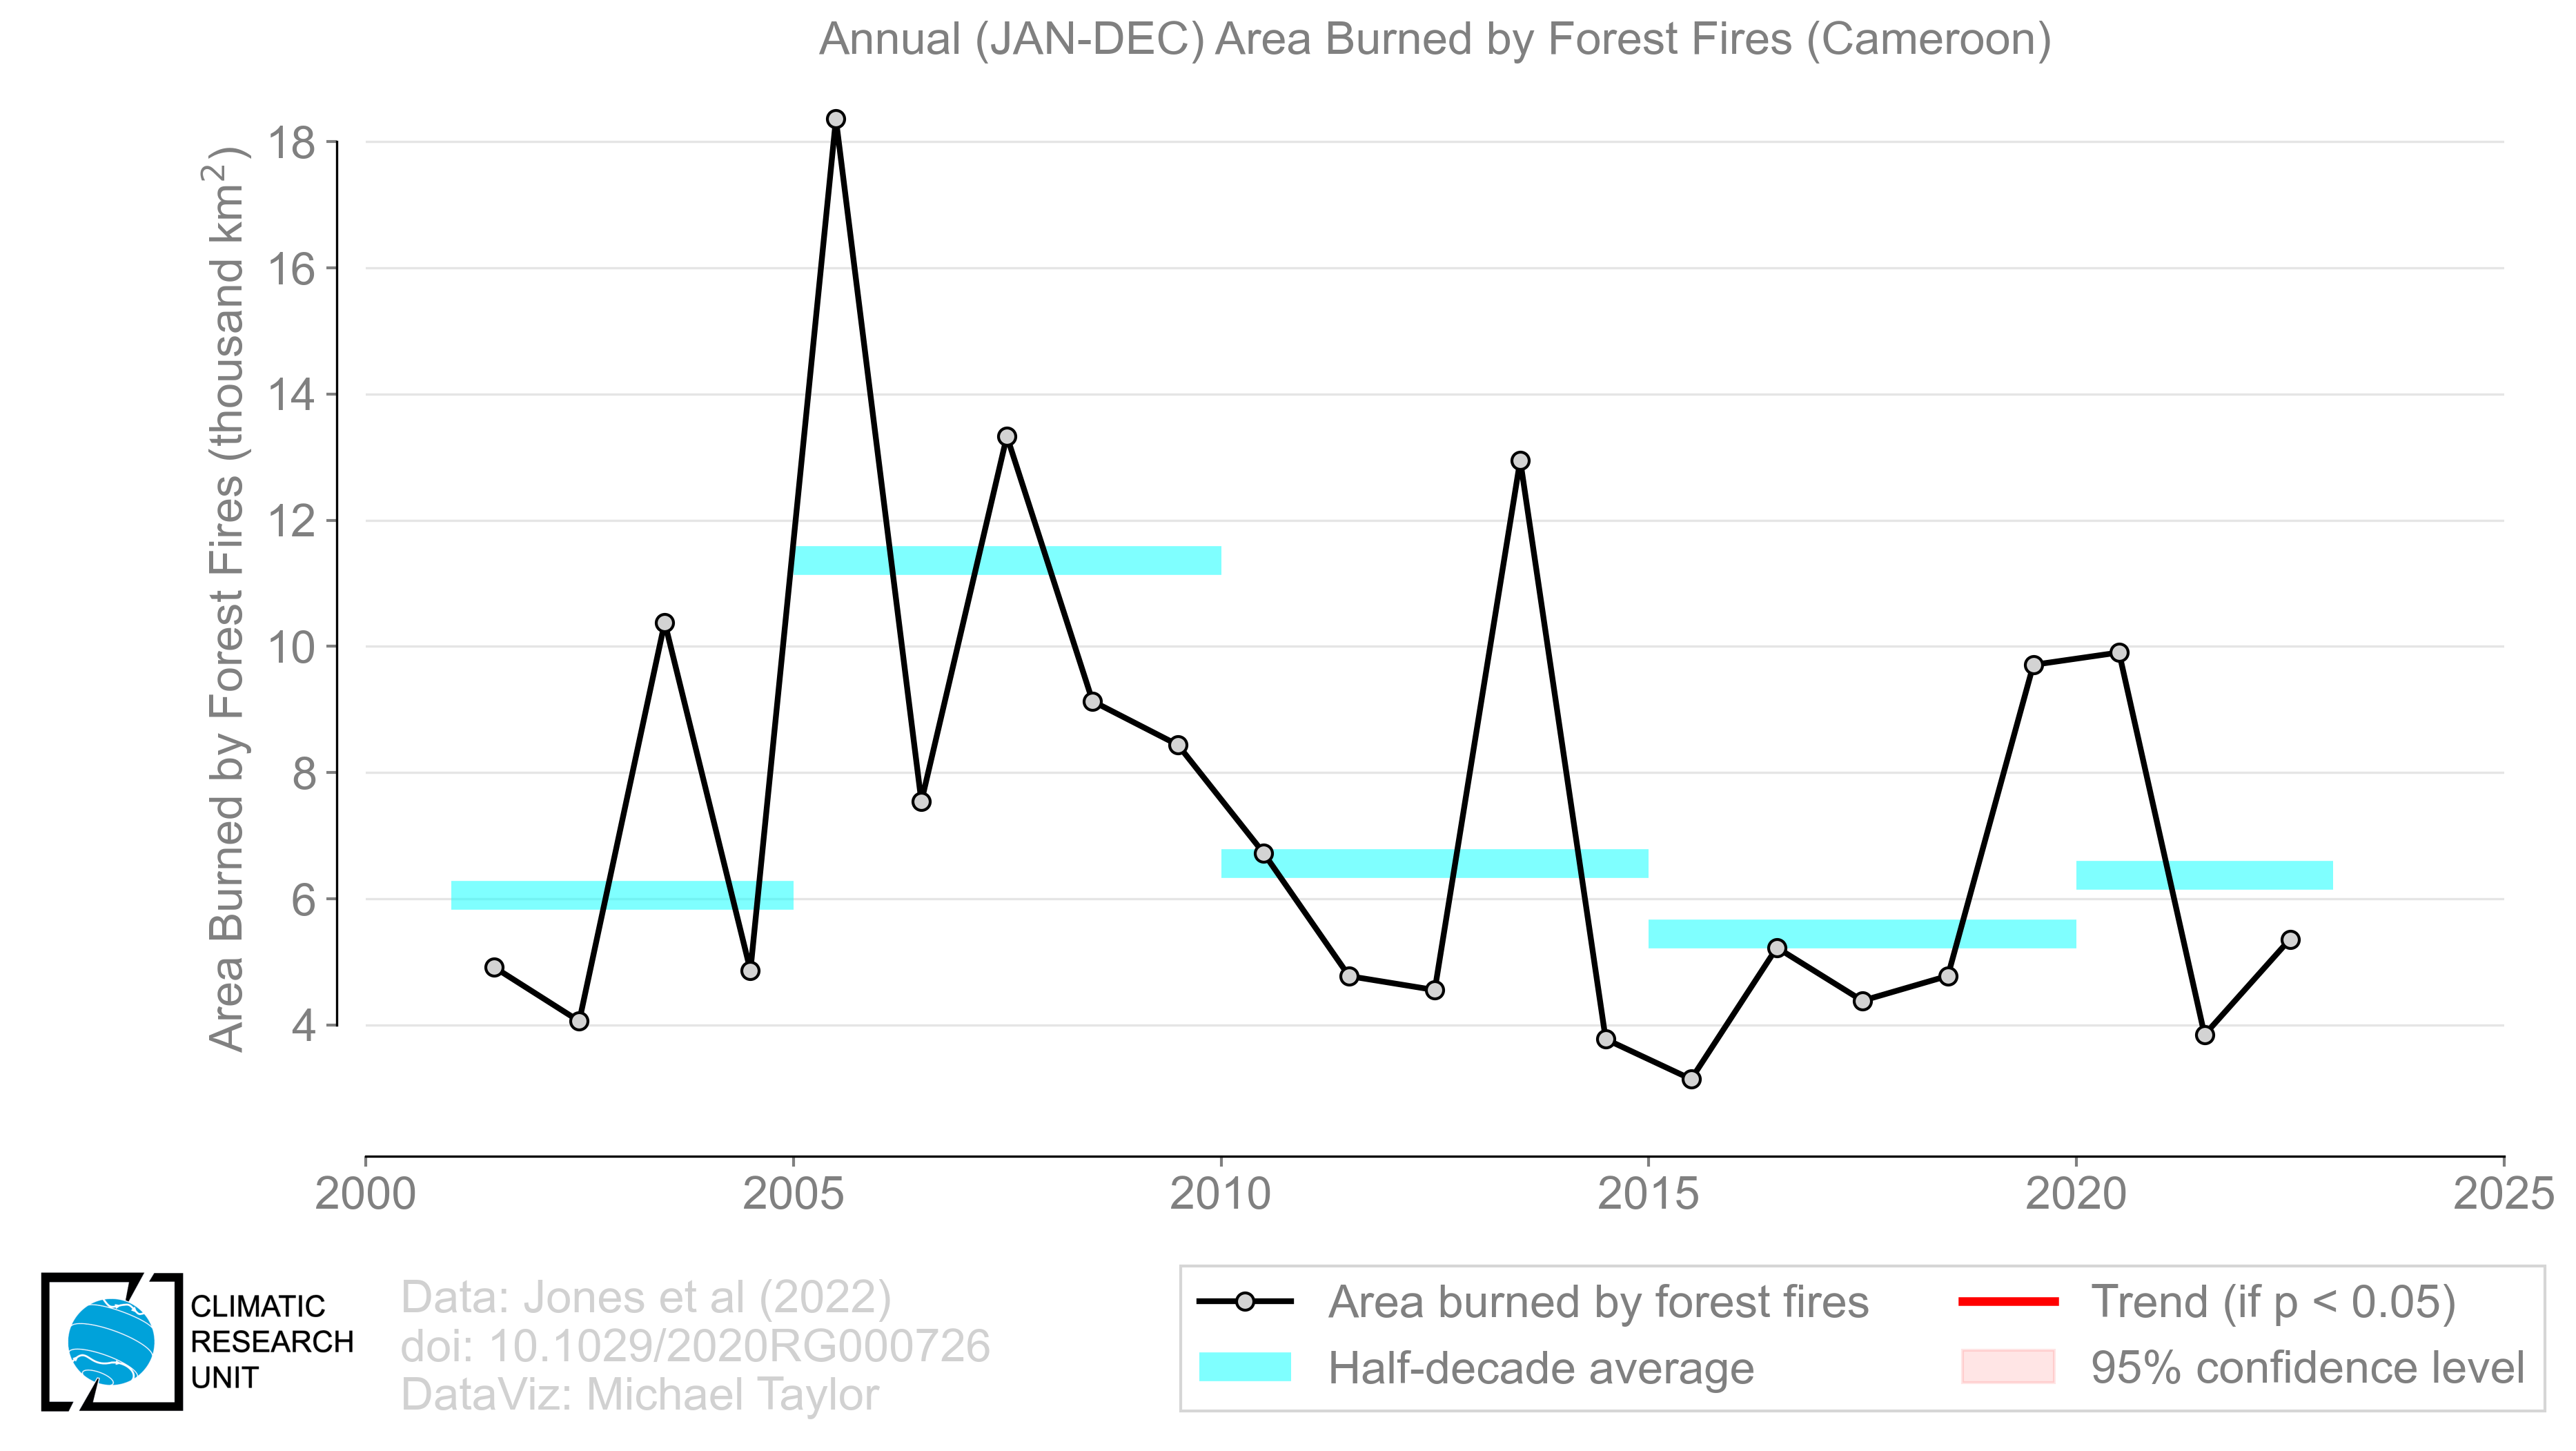 Annual (JAN-DEC) Area Burned by Forest Fires (Cameroon)
Area Burned by Forest Fires (thousand km²)
18
16
14
12
10
8
6
4
2000
2005
2010
2015
2020
2025
CLIMATIC
RESEARCH
UNIT
Data: Jones et al (2022)
doi: 10.1029/2020RG000726
DataViz: Michael Taylor
Area burned by forest fires
Half-decade average
Trend (if p < 0.05)
95% confidence level